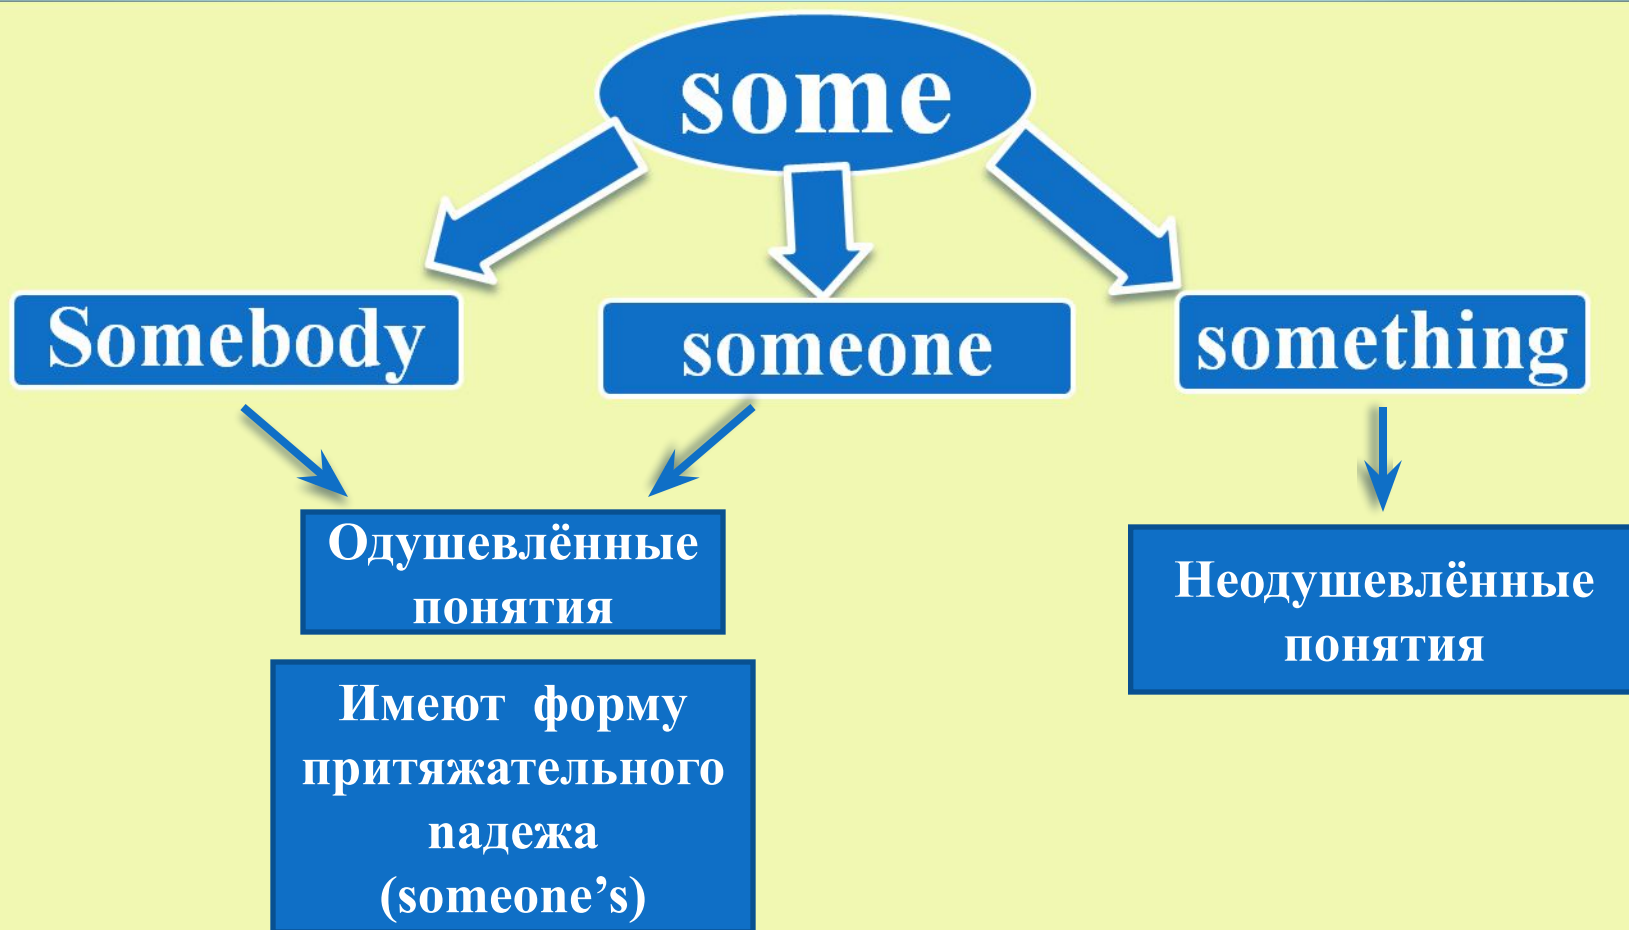 some
Somebody
someone
something
Одушевлённые
понятия
Неодушевлённые
понятия
Имеют форму
притяжательного
падежа
(someone’s)